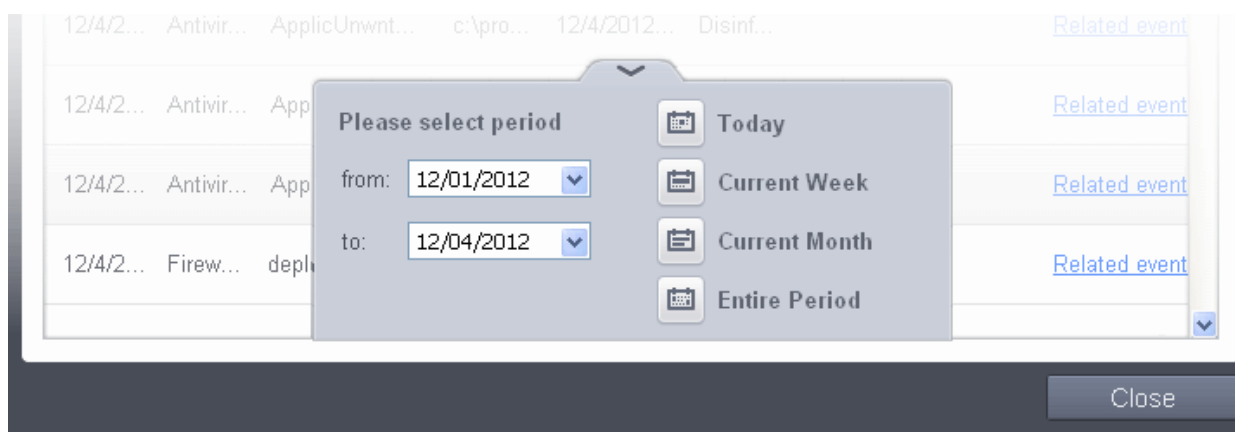 12/4/2... Antivir... ApplicUnwnt... c:\pro... 12/4/2012... Disinf... Related event
12/4/2... Antivir... App Related event
12/4/2... Antivir... App Related event
12/4/2... Firew... depl Related event
Please select period
from: 12/01/2012
to: 12/04/2012
Today
Current Week
Current Month
Entire Period
Close